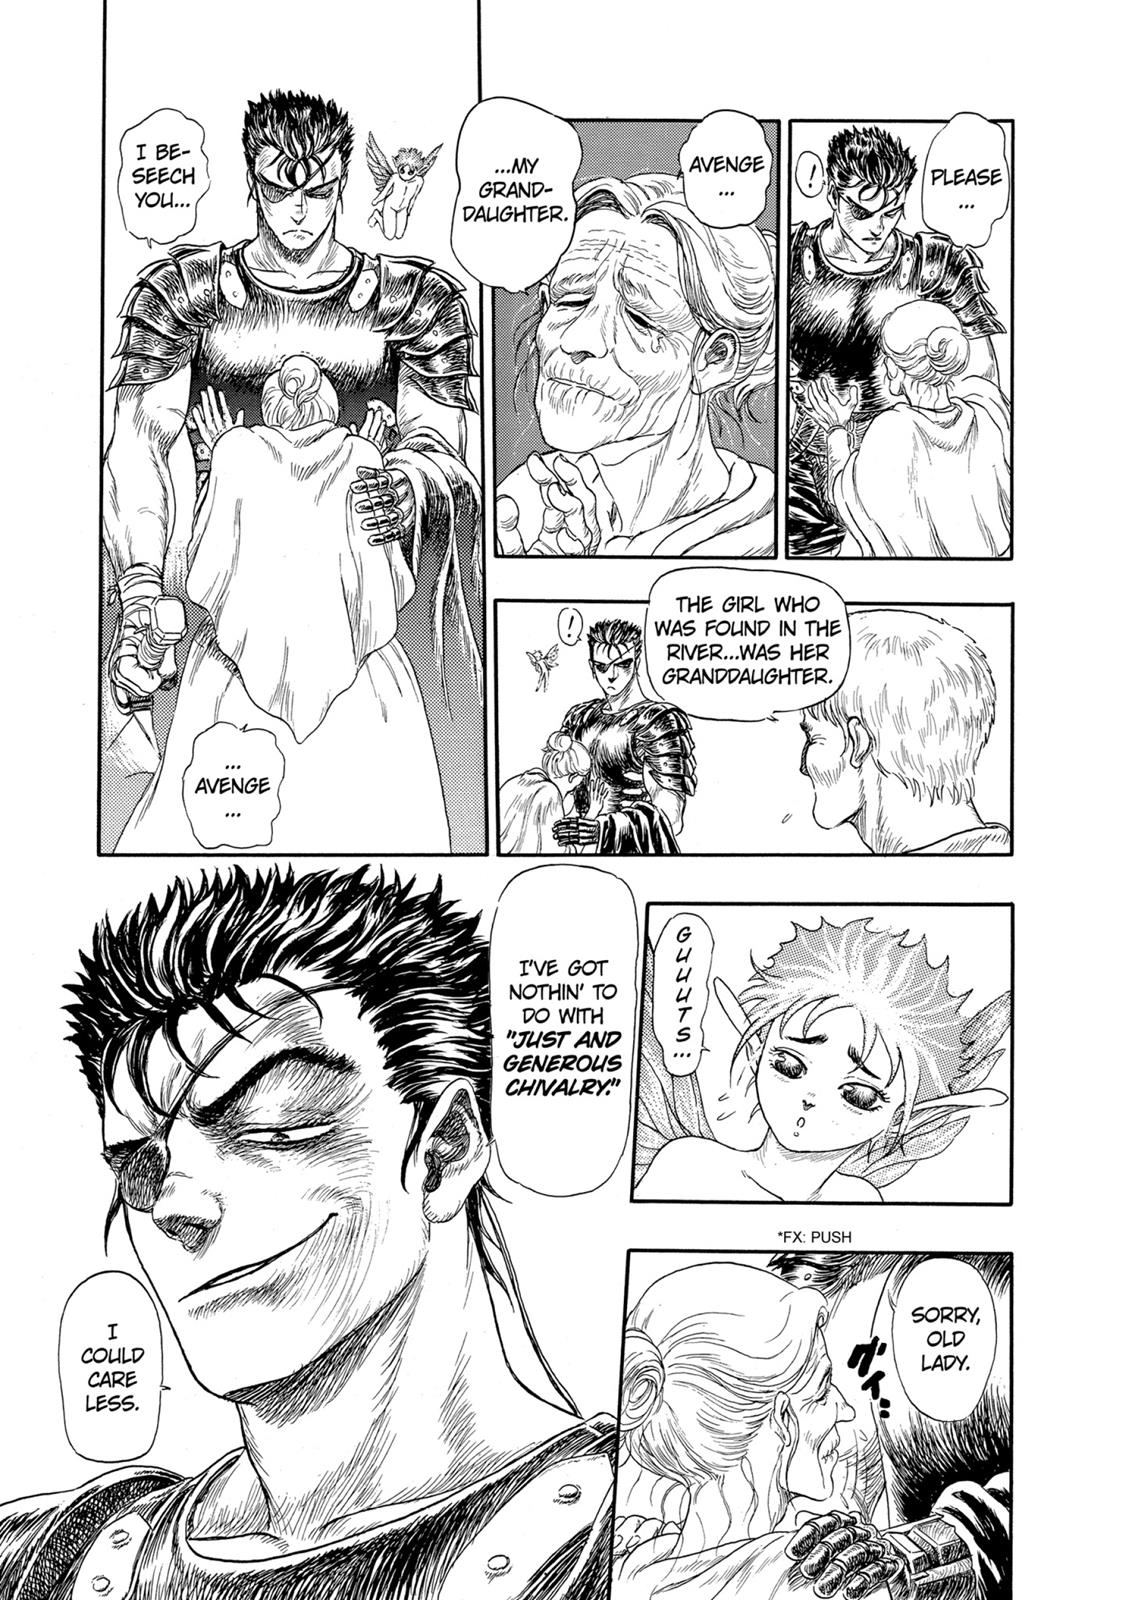 PLEASE
...
!
AVENGE
...
...MY
GRAND-
DAUGHTER.
I BE-
SEECH
YOU...
...
AVENGE
...
THE GIRL WHO
WAS FOUND IN THE
RIVER...WAS HER
GRANDDAUGHTER.
!
GUUUTS...
*FX: PUSH
SORRY,
OLD
LADY.
グイ...
I'VE GOT
NOTHIN' TO
DO WITH
"JUST AND
GENEROUS
CHIVALRY."
I
COULD
CARE
LESS.